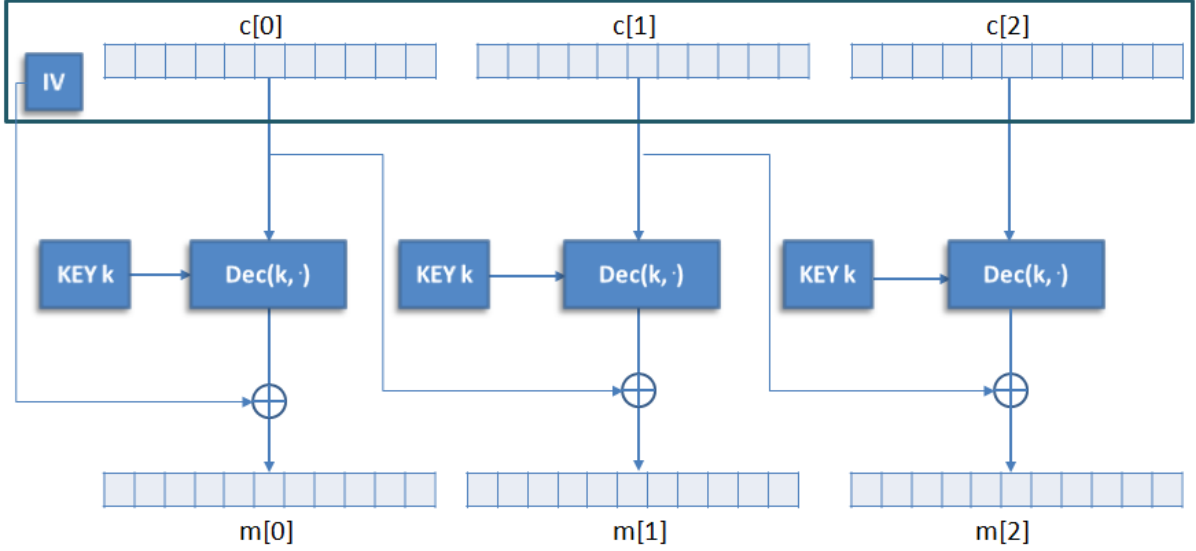 c[0] c[1] c[2]
IV
KEY k Dec(k, ·) KEY k Dec(k, ·) KEY k Dec(k, ·)
m[0] m[1] m[2]